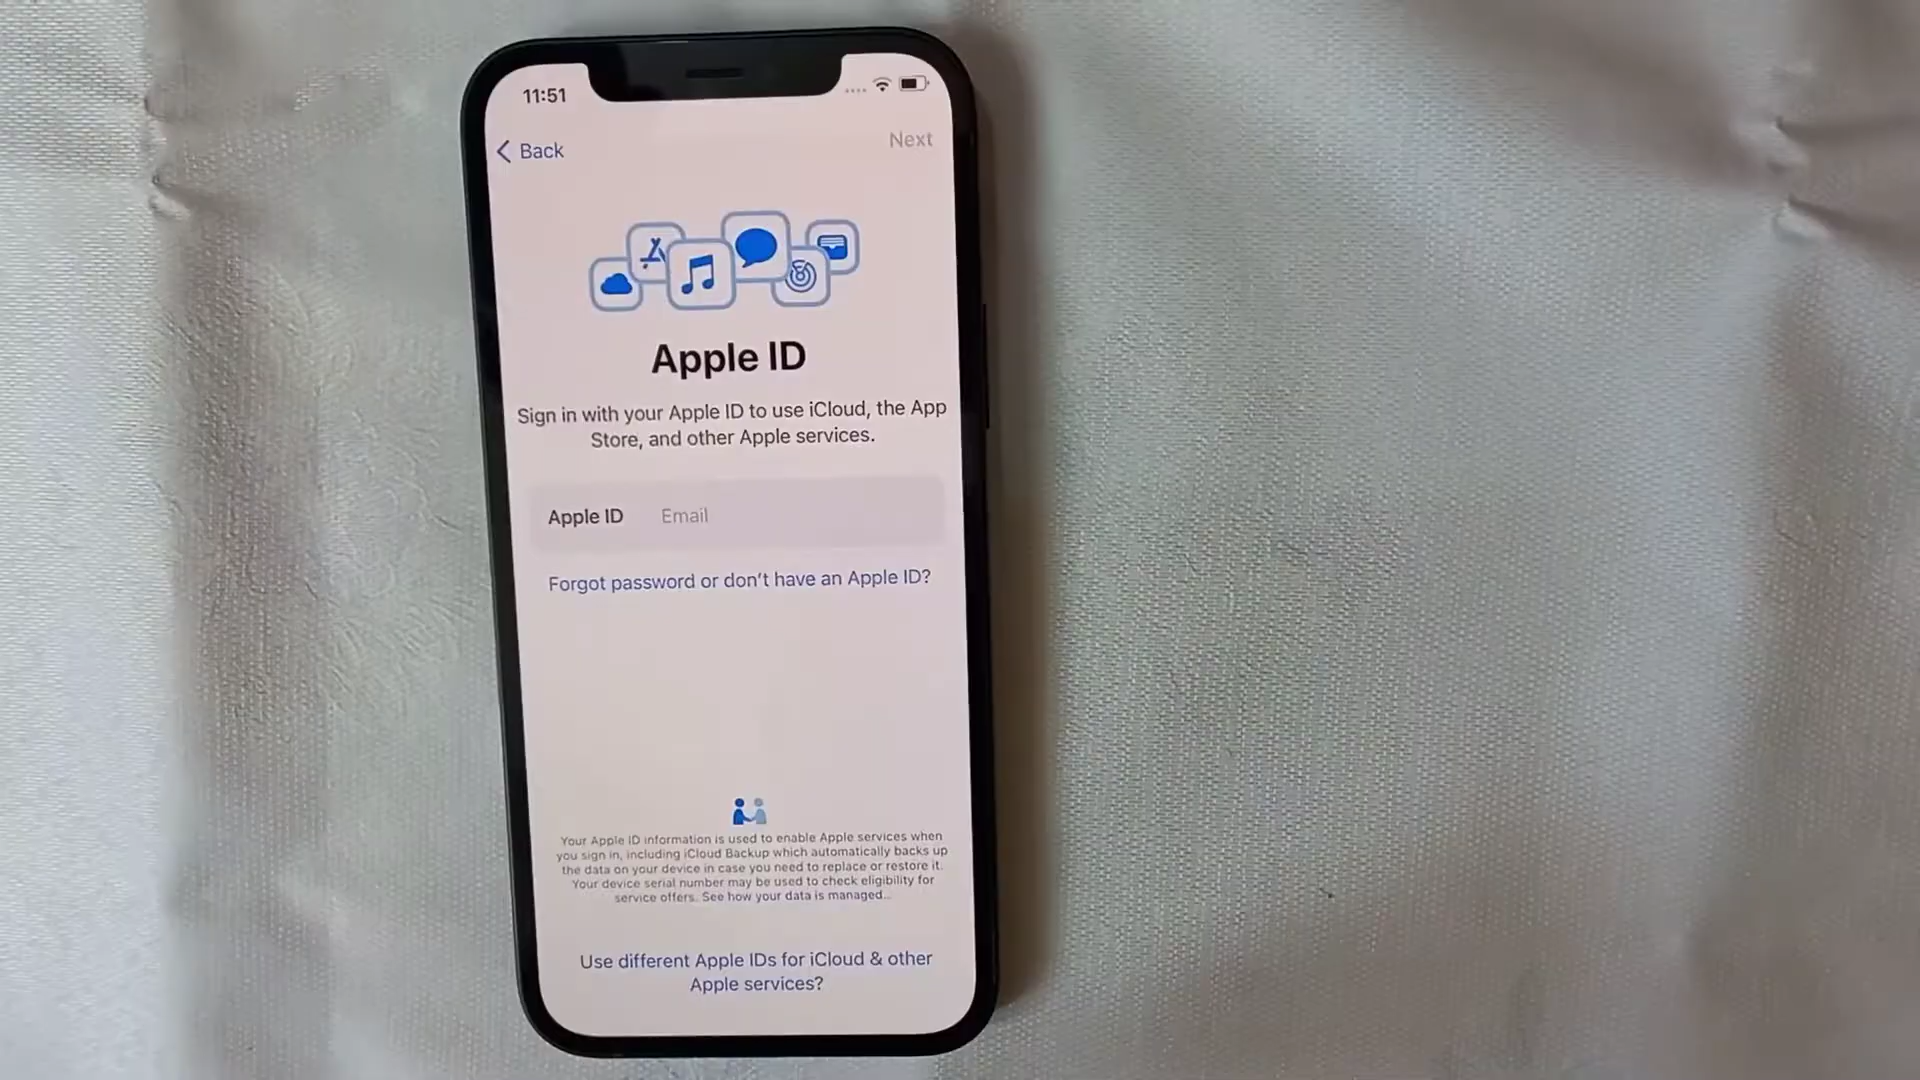 11:51
Back
Next
Apple ID
Sign in with your Apple ID to use iCloud, the App
Store, and other Apple services.
Apple ID Email
Forgot password or don't have an Apple ID?
Your Apple ID information is used to enable Apple services when
you sign in, including iCloud Backup which automatically backs up
the data on your device in case you need to replace or restore it.
Your device serial number may be used to check eligibility for
service offers. See how your data is managed...
Use different Apple IDs for iCloud & other
Apple services?